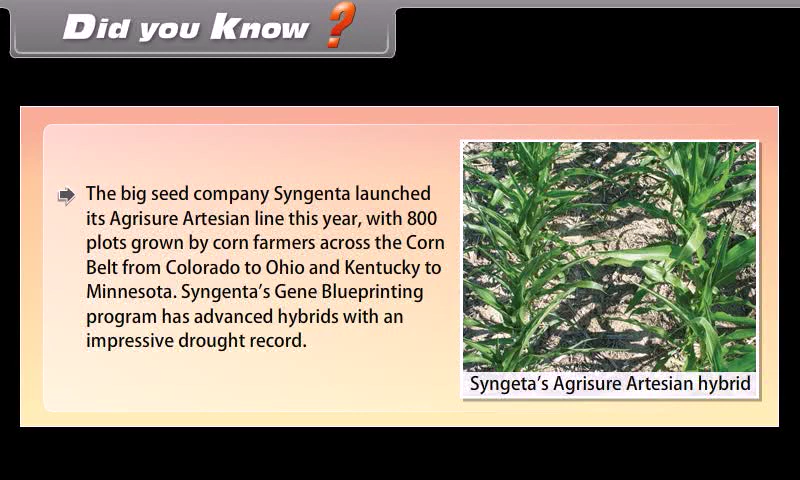 Did you Know ?
The big seed company Syngenta launched
its Agrisure Artesian line this year, with 800
plots grown by corn farmers across the Corn
Belt from Colorado to Ohio and Kentucky to
Minnesota. Syngenta’s Gene Blueprinting
program has advanced hybrids with an
impressive drought record.
Syngeta’s Agrisure Artesian hybrid